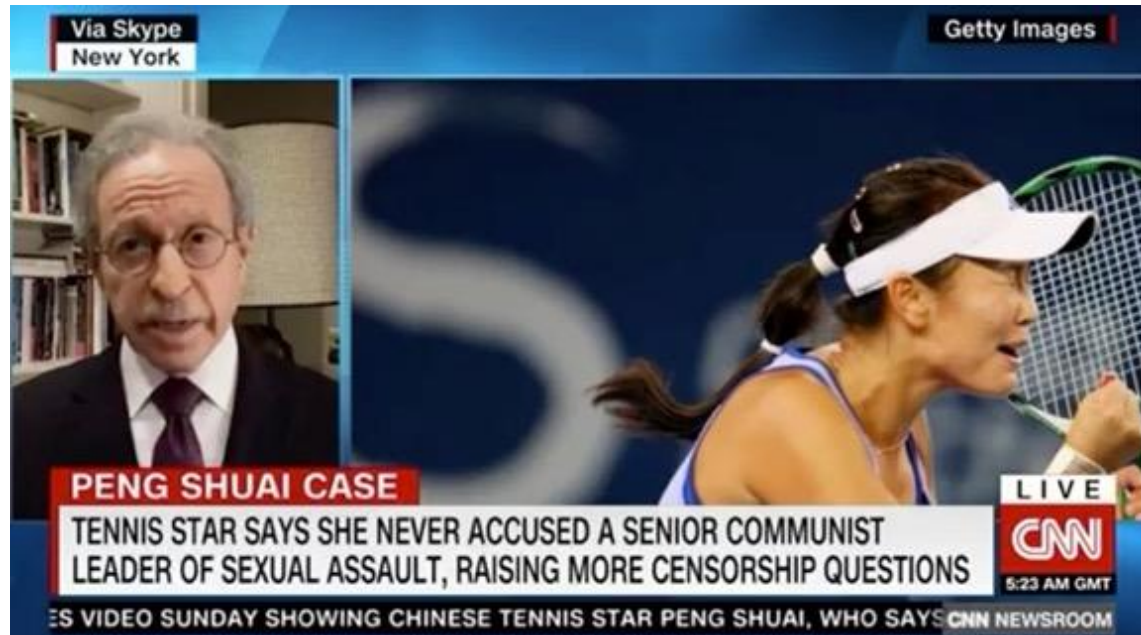 Via Skype
New York
Getty Images
PENG SHUAI CASE
TENNIS STAR SAYS SHE NEVER ACCUSED A SENIOR COMMUNIST
LEADER OF SEXUAL ASSAULT, RAISING MORE CENSORSHIP QUESTIONS
LIVE
CNN
5:23 AM GMT
ES VIDEO SUNDAY SHOWING CHINESE TENNIS STAR PENG SHUAI, WHO SAYS
CNN NEWSROOM